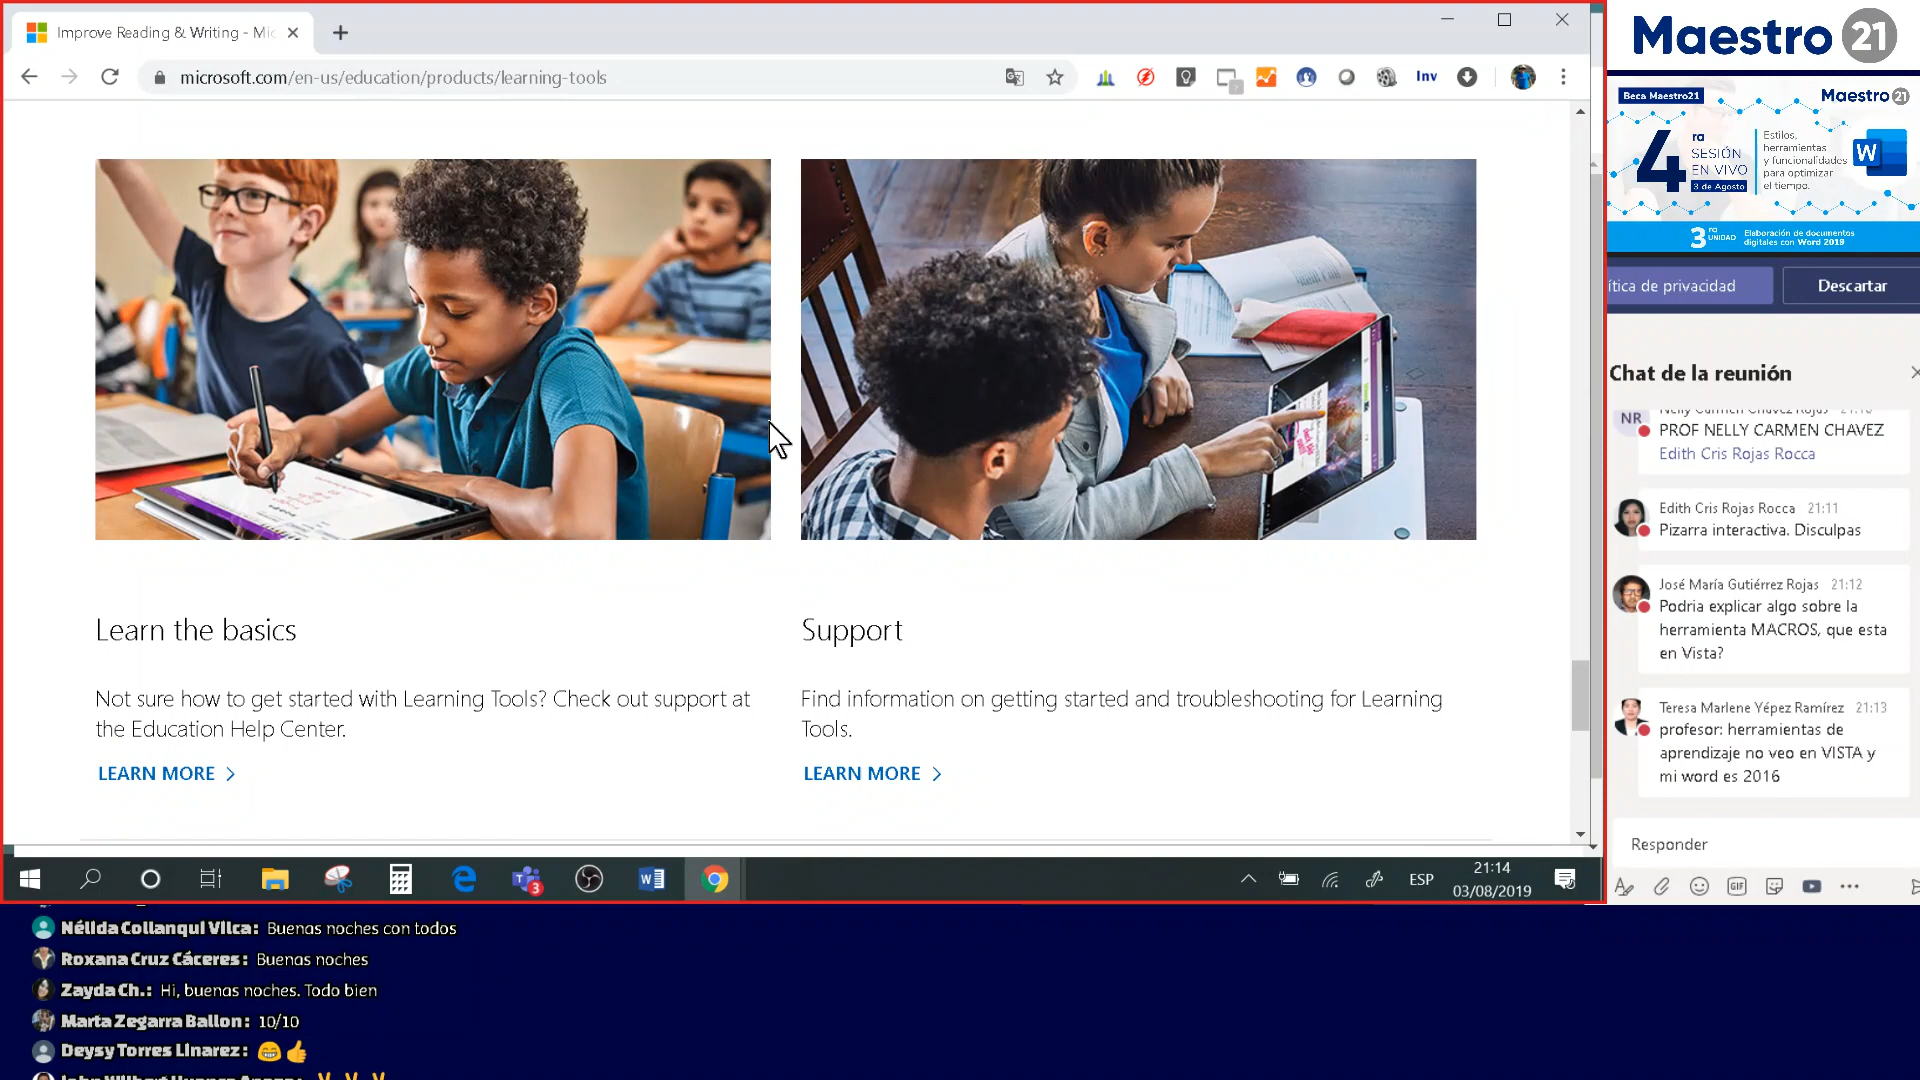 Improve Reading & Writing - Mic
microsoft.com/en-us/education/products/learning-tools
Inv
Learn the basics
Not sure how to get started with Learning Tools? Check out support at
the Education Help Center.
LEARN MORE
Support
Find information on getting started and troubleshooting for Learning
Tools.
LEARN MORE
3
ESP
21:14
03/08/2019
Maestro 21
Beca Maestro21
Maestro 21
4
ra
SESIÓN
EN VIVO
3 de Agosto
Estilos,
herramientas
y funcionalidades
para optimizar
el tiempo.
W
3
RA
UNIDAD
Elaboración de documentos
digitales con Word 2019
ítica de privacidad
Descartar
Chat de la reunión
NR
Nelly Carmen Chavez Rojas 21:10
PROF NELLY CARMEN CHAVEZ
Edith Cris Rojas Rocca
Edith Cris Rojas Rocca 21:11
Pizarra interactiva. Disculpas
José María Gutiérrez Rojas 21:12
Podria explicar algo sobre la
herramienta MACROS, que esta
en Vista?
Teresa Marlene Yépez Ramírez 21:13
profesor: herramientas de
aprendizaje no veo en VISTA y
mi word es 2016
Responder
GIF
Nélida Collanqui Vilca: Buenas noches con todos
Roxana Cruz Cáceres: Buenas noches
Zayda Ch.: Hi, buenas noches. Todo bien
Marta Zegarra Ballon: 10/10
Deysy Torres Linarez: 😁👍